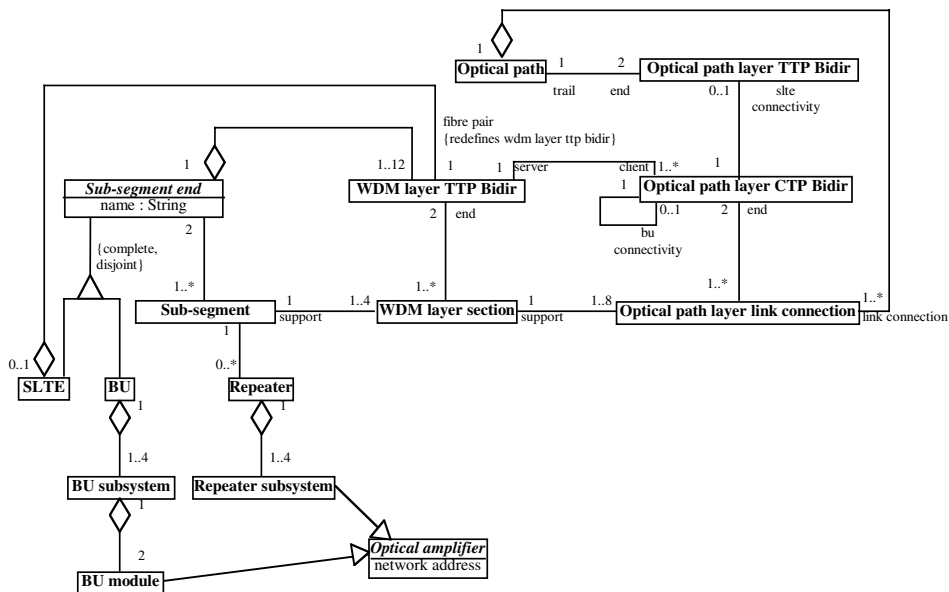 1
1
2
Optical path
Optical path layer TTP Bidir
trail
end
0..1
slte
connectivity
fibre pair
{redefines wdm layer ttp bidir}
1
1..12
1
1
server
client
1..*
1
Sub-segment end
name : String
WDM layer TTP Bidir
1
Optical path layer CTP Bidir
2
2
end
0..1
2
end
bu
connectivity
{complete,
disjoint}
1..*
1..*
1..*
Sub-segment
1
support
1..4
WDM layer section
1
support
1..8
Optical path layer link connection
1..*
link connection
1
0..1
0..*
SLTE
BU
Repeater
1
1
1..4
1..4
BU subsystem
Repeater subsystem
1
2
Optical amplifier
network address
BU module